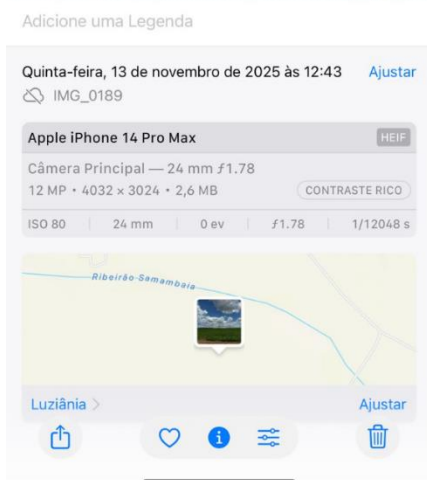 Adicione uma Legenda
Quinta-feira, 13 de novembro de 2025 às 12:43 Ajustar
IMG_0189
Apple iPhone 14 Pro Max HEIF
Câmera Principal — 24 mm ƒ1.78
12 MP • 4032 × 3024 • 2,6 MB CONTRASTE RICO
ISO 80 24 mm 0 ev ƒ1.78 1/12048 s
Ribeirão Samambaia
Luziânia > Ajustar